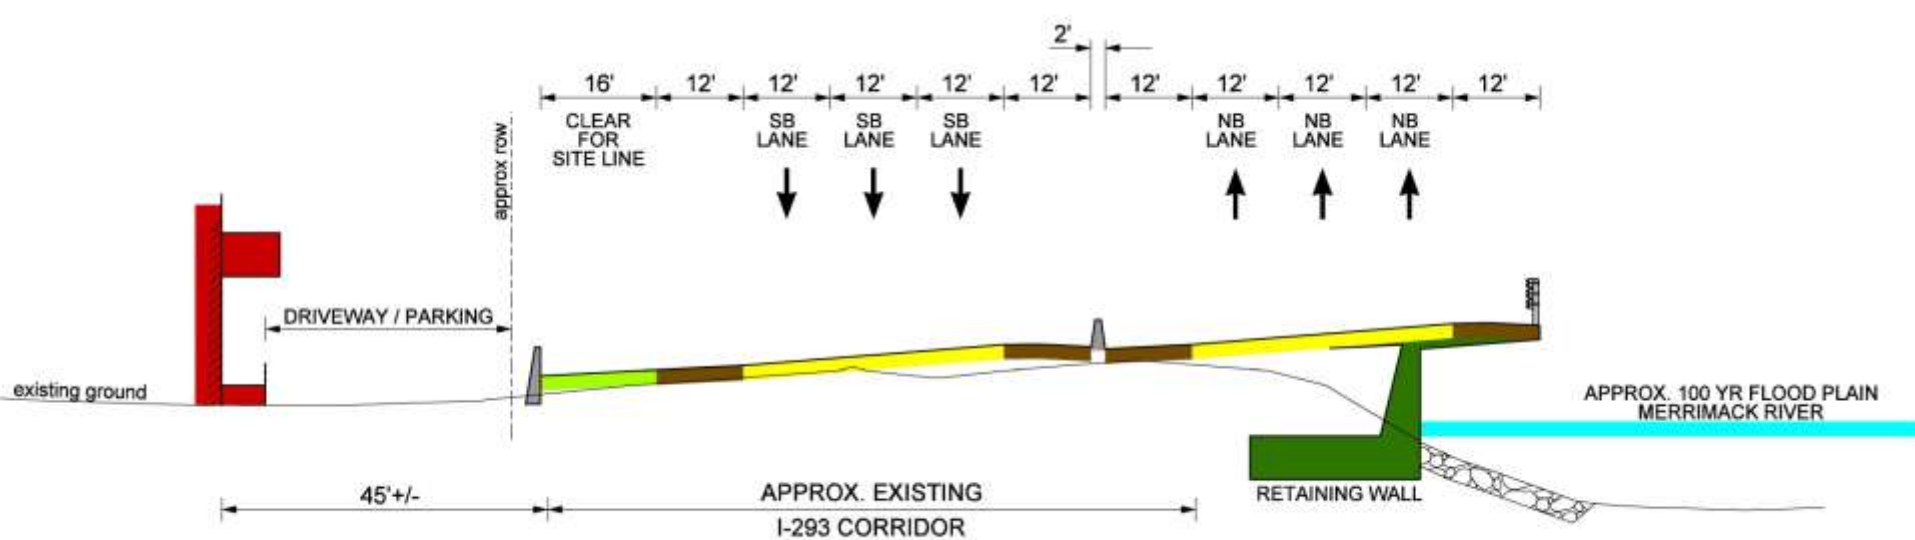 2'
16' 12' 12' 12' 12' 12' 12' 12' 12' 12' 12'
CLEAR
FOR
SITE LINE
SB
LANE
SB
LANE
SB
LANE
NB
LANE
NB
LANE
NB
LANE
approx row
DRIVEWAY / PARKING
existing ground
APPROX. 100 YR FLOOD PLAIN
MERRIMACK RIVER
RETAINING WALL
45'+/-
APPROX. EXISTING
I-293 CORRIDOR